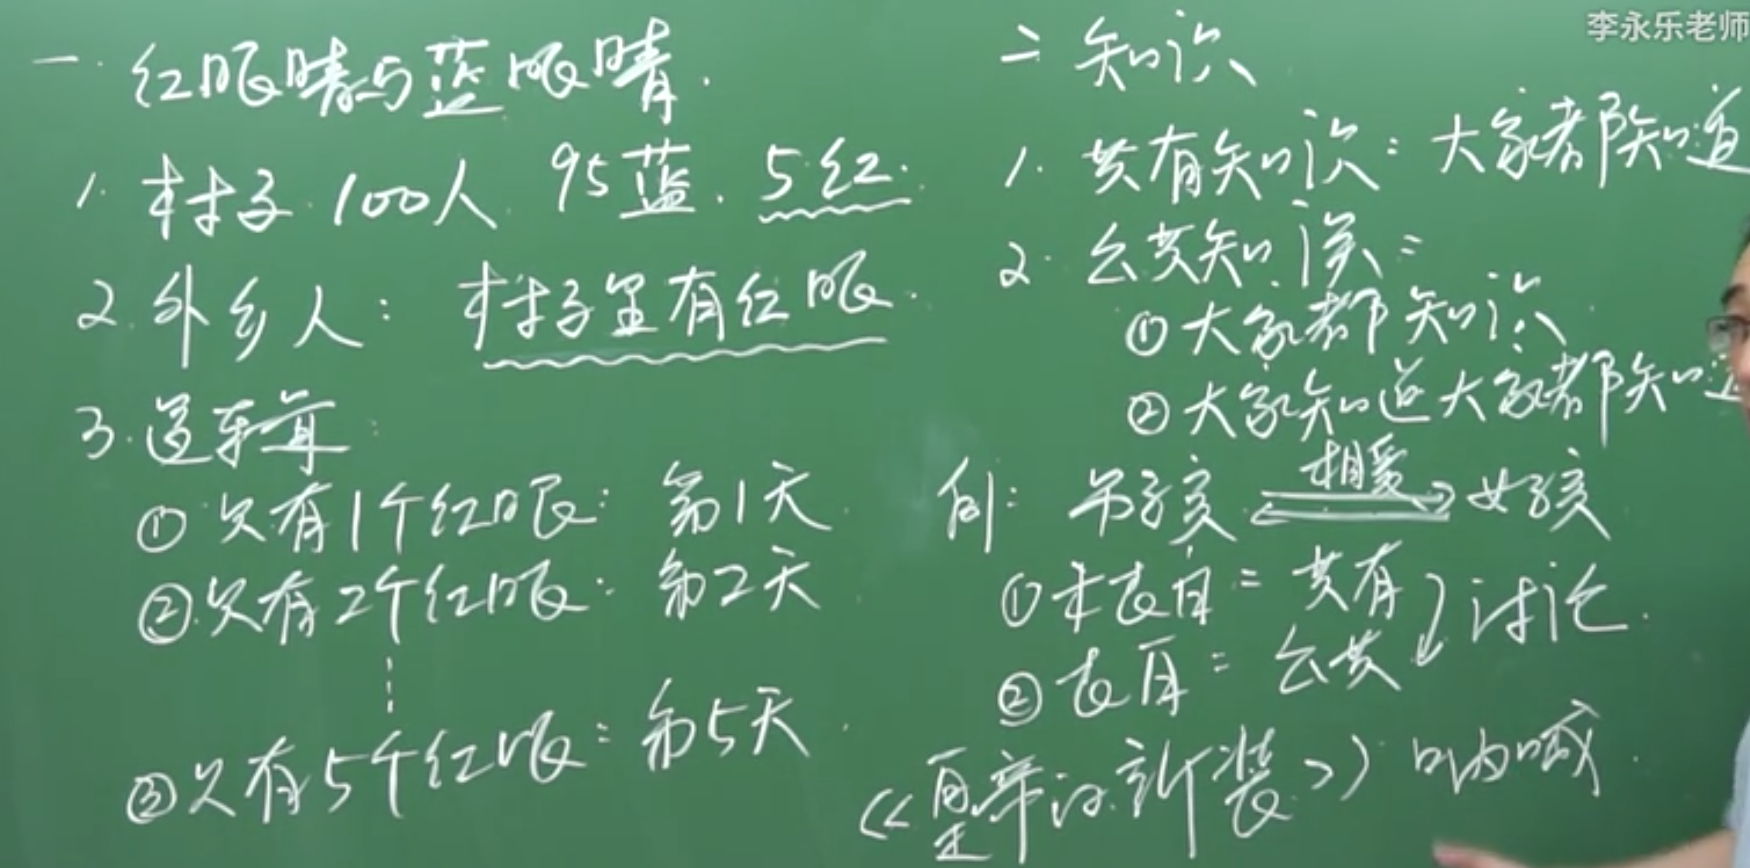 李永乐老师
一. 红眼睛与蓝眼睛.
1. 村子 100人 95蓝. 5红.
2. 外乡人: 村子里有红眼.
3. 逻辑:
① 只有1个红眼: 第1天.
② 只有2个红眼: 第2天
⋮
③ 只有5个红眼: 第5天.
二 知识
1. 共有知识: 大家都知道
2. 公共知识:
① 大家都知识
② 大家知道大家都知道
例: 男孩 相爱 女孩
① 未表白: 共有
② 表白: 公共
讨论.
《皇帝的新装》 呐喊.